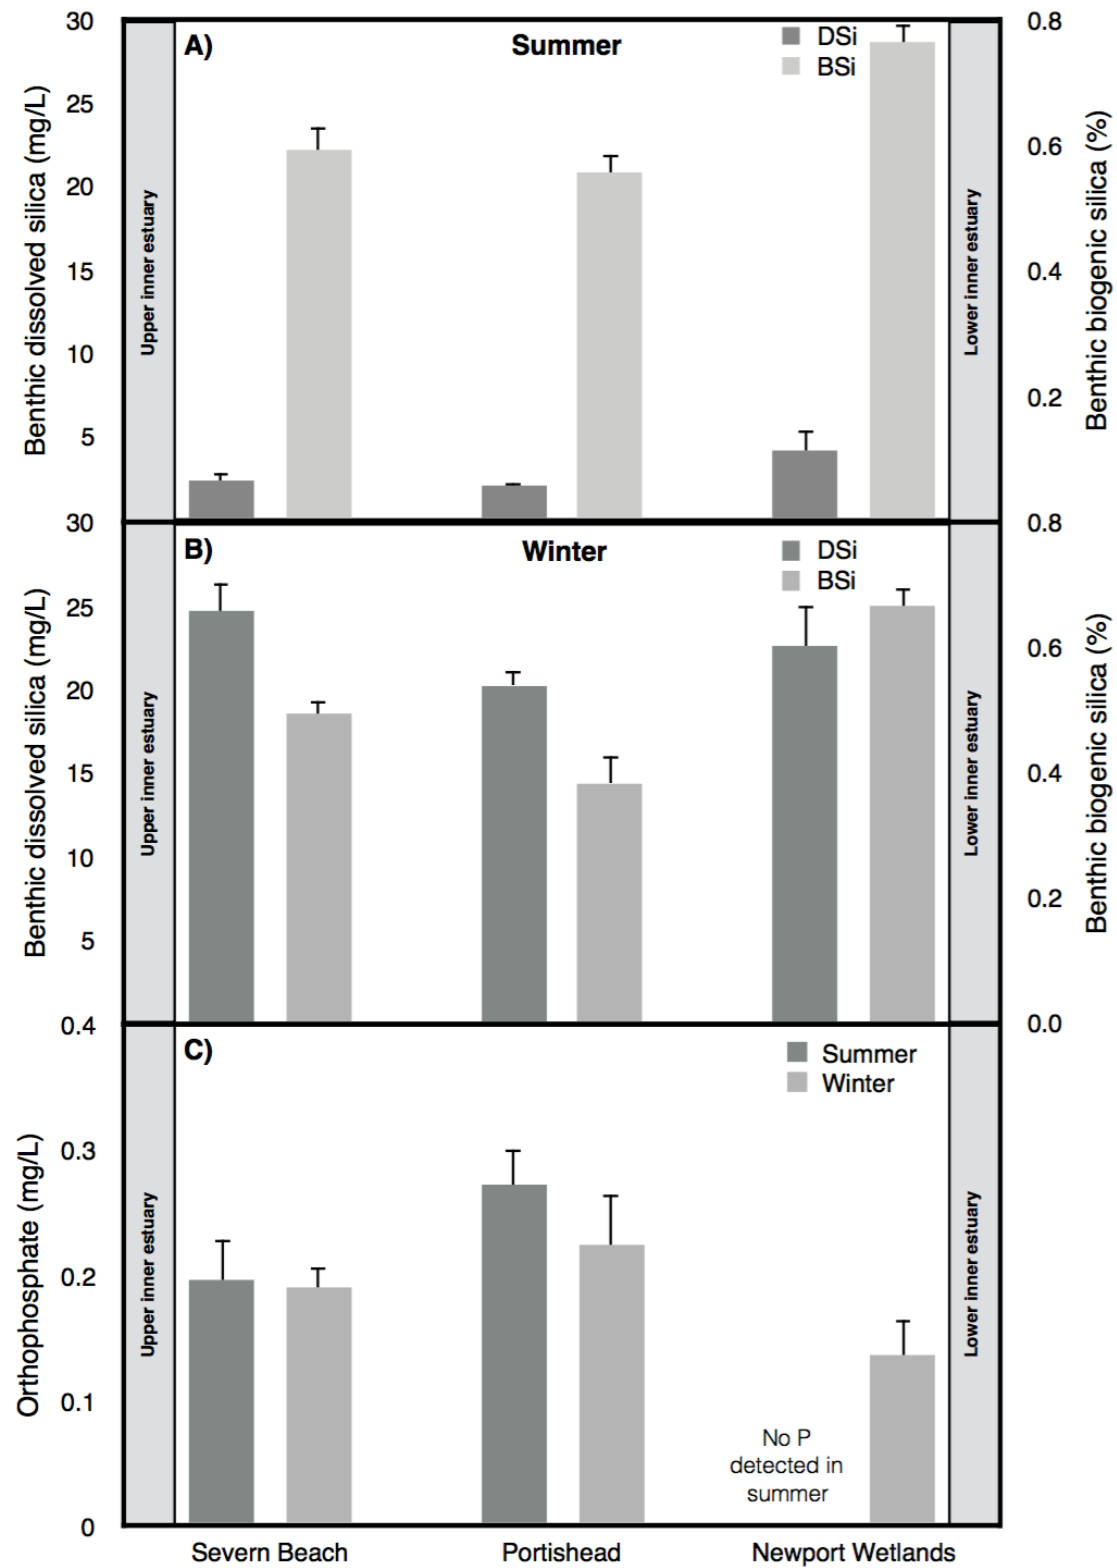 A)
Summer
DSi
BSi
Benthic dissolved silica (mg/L)
30
25
20
15
10
5
Upper inner estuary
Lower inner estuary
0.8
0.6
0.4
0.2
Benthic biogenic silica (%)
B)
Winter
DSi
BSi
Benthic dissolved silica (mg/L)
30
25
20
15
10
5
Upper inner estuary
Lower inner estuary
0.8
0.6
0.4
0.2
0.0
Benthic biogenic silica (%)
C)
Summer
Winter
Orthophosphate (mg/L)
0.4
0.3
0.2
0.1
0
Upper inner estuary
Lower inner estuary
No P
detected in
summer
Severn Beach
Portishead
Newport Wetlands